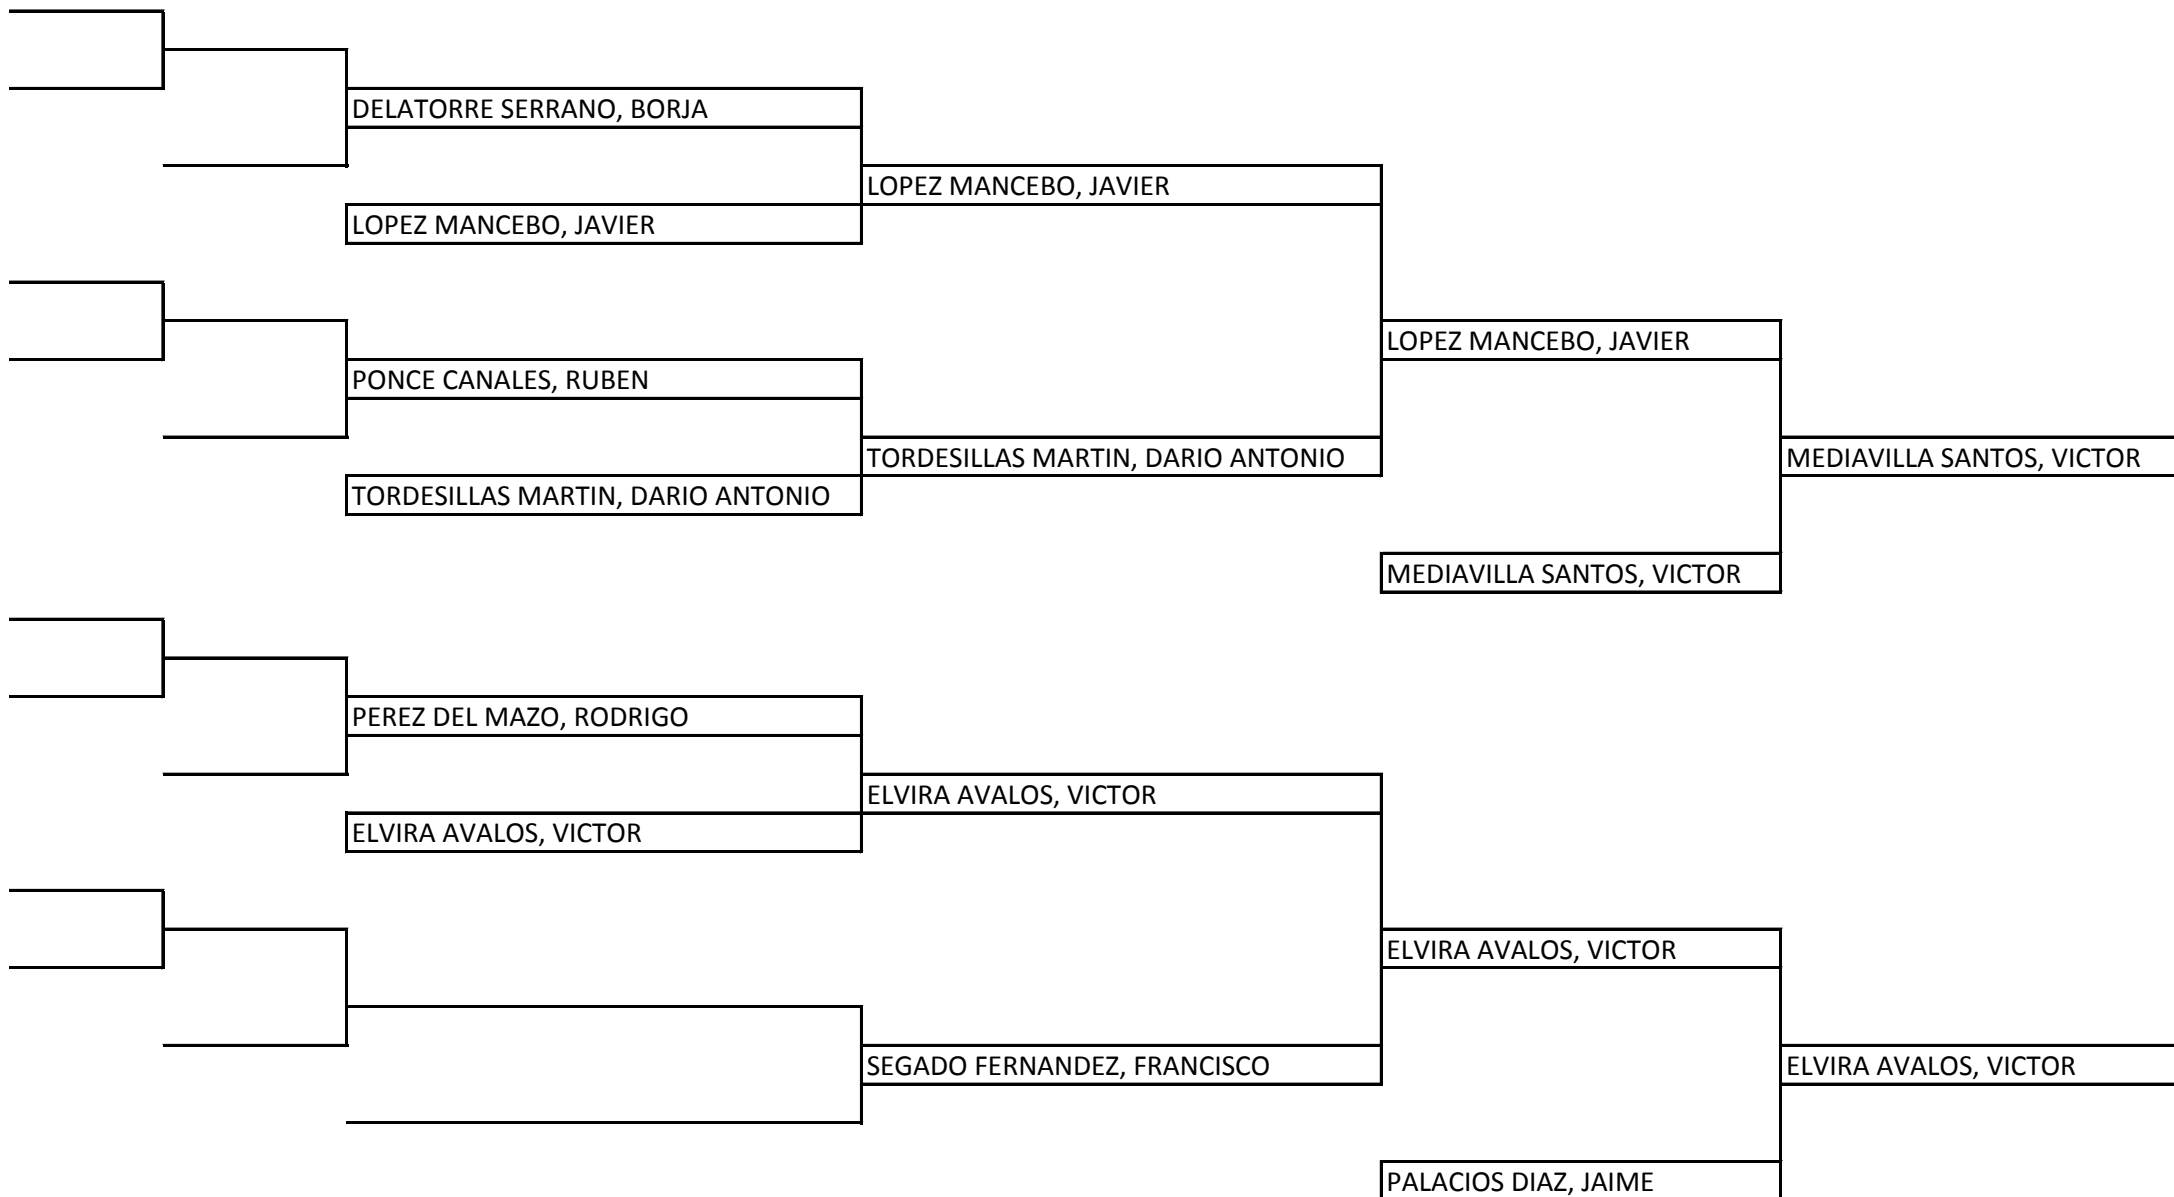 DELATORRE SERRANO, BORJA
LOPEZ MANCEBO, JAVIER
LOPEZ MANCEBO, JAVIER
LOPEZ MANCEBO, JAVIER
PONCE CANALES, RUBEN
TORDESILLAS MARTIN, DARIO ANTONIO
MEDIAVILLA SANTOS, VICTOR
TORDESILLAS MARTIN, DARIO ANTONIO
MEDIAVILLA SANTOS, VICTOR
PEREZ DEL MAZO, RODRIGO
ELVIRA AVALOS, VICTOR
ELVIRA AVALOS, VICTOR
ELVIRA AVALOS, VICTOR
SEGADO FERNANDEZ, FRANCISCO
ELVIRA AVALOS, VICTOR
PALACIOS DIAZ, JAIME